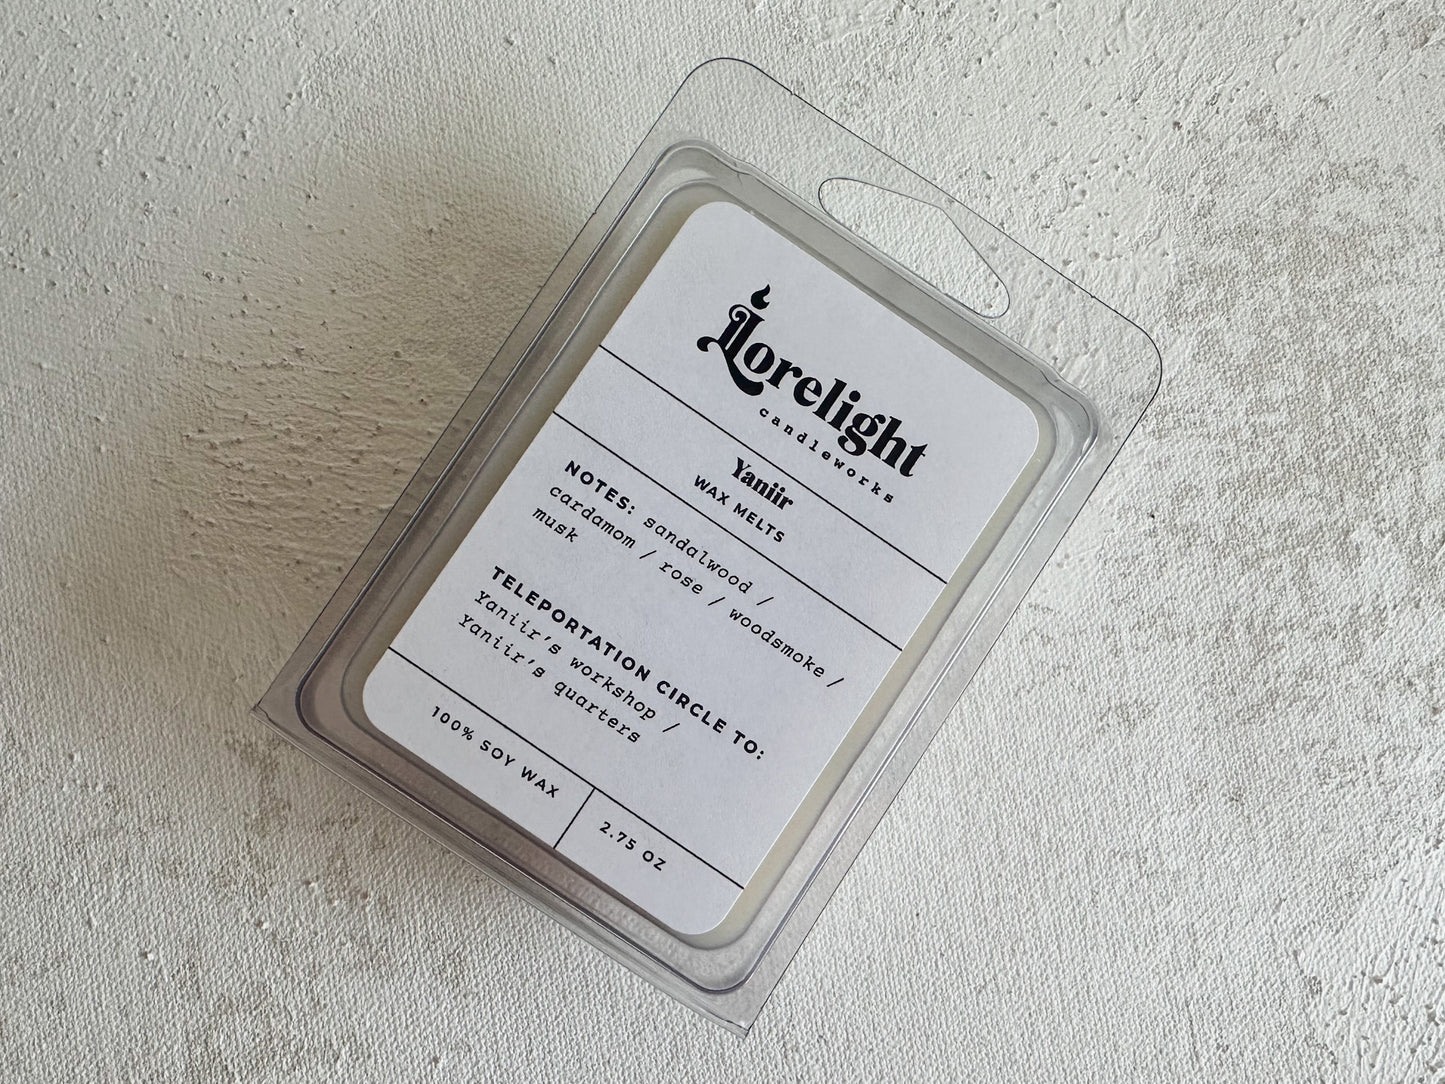 Lorelight
candleworks
Yaniir
WAX MELTS
NOTES: sandalwood /
cardamom / rose / woodsmoke /
musk
TELEPORTATION CIRCLE TO:
Yaniir's workshop /
Yaniir's quarters
100% SOY WAX
2.75 OZ